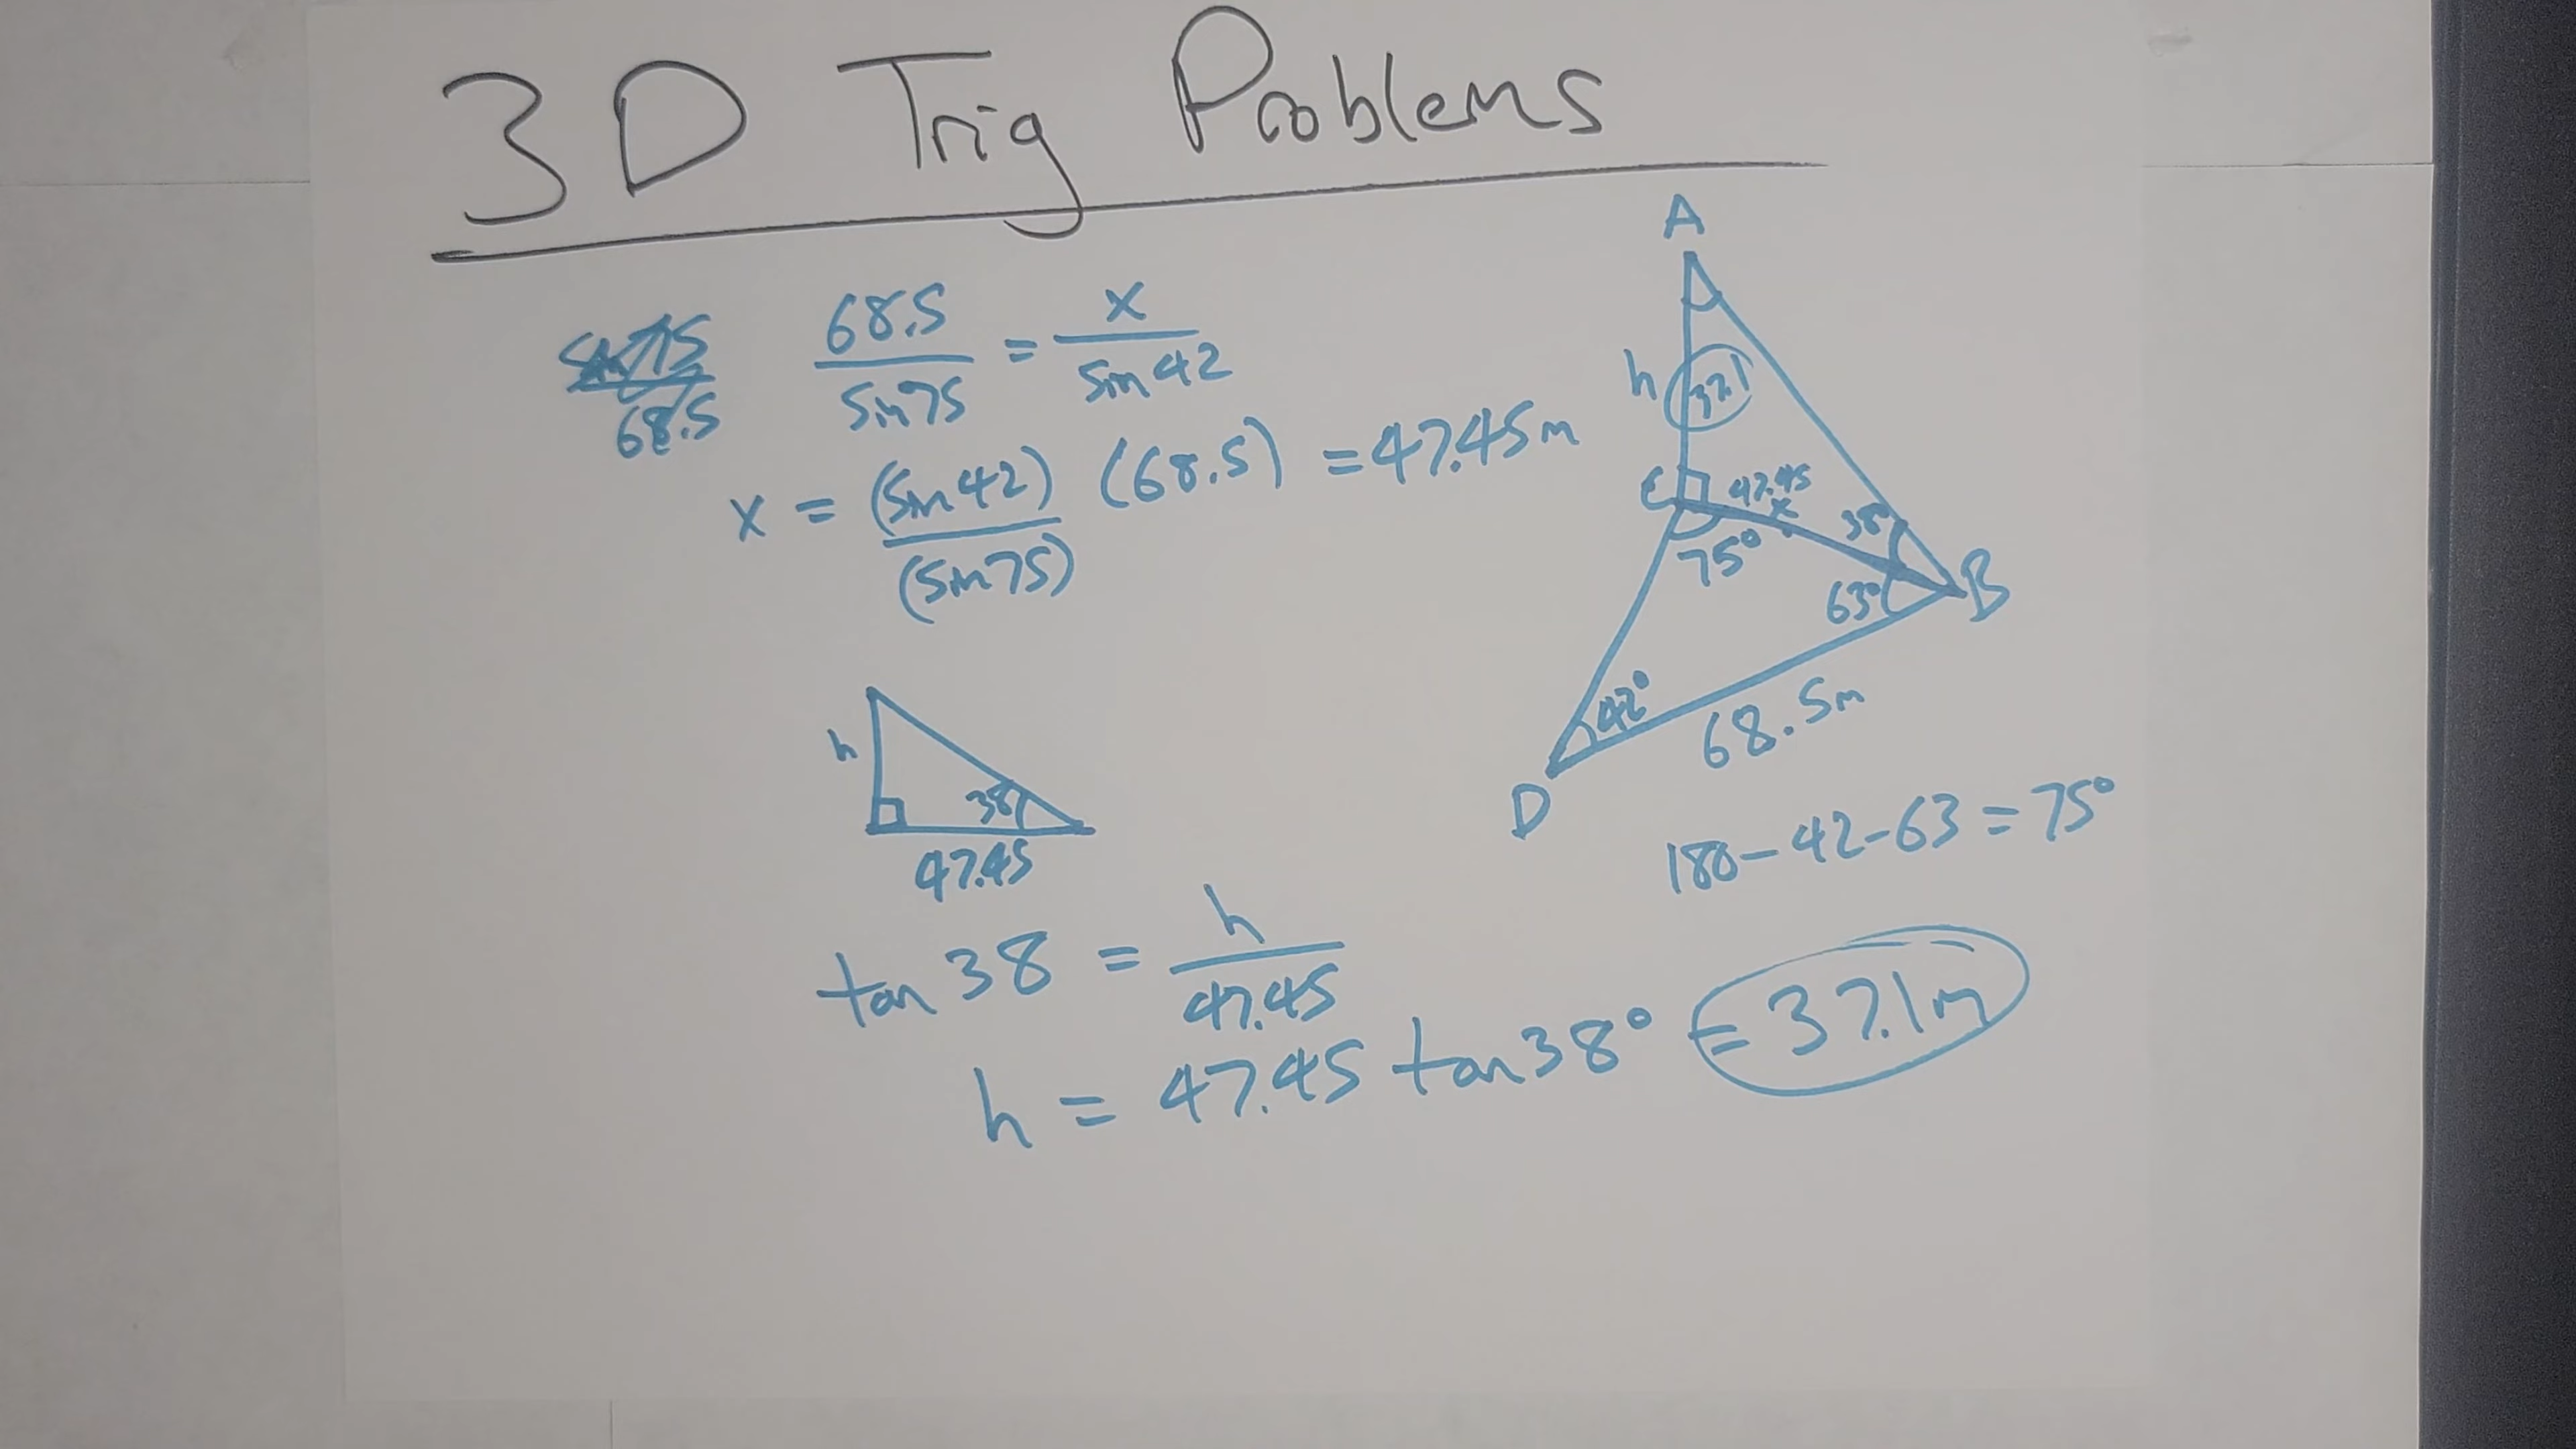 3D Trig Problems
68.5 68.5/sin75 = x/sin42
x = (sin42)/(sin75) (68.5) = 47.45m
A
h 37.1
C 47.45 x 38°
75° 63° B
42° 68.5m
D
180-42-63 = 75°
h 38°
47.45
tan 38 = h/47.45
h = 47.45 tan38° = 37.1m